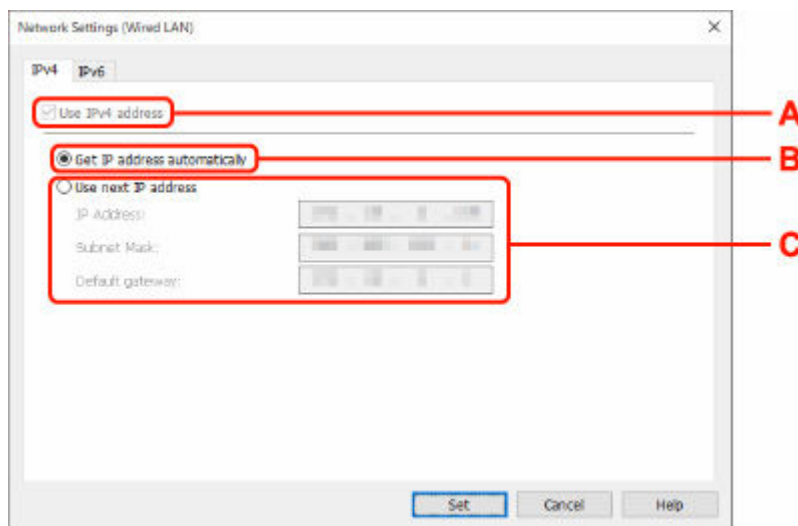 Network Settings (Wired LAN)
IPv4 IPv6
Use IPv4 address
A
Get IP address automatically
B
Use next IP address
IP Address:
Subnet Mask:
C
Default gateway:
Set Cancel Help